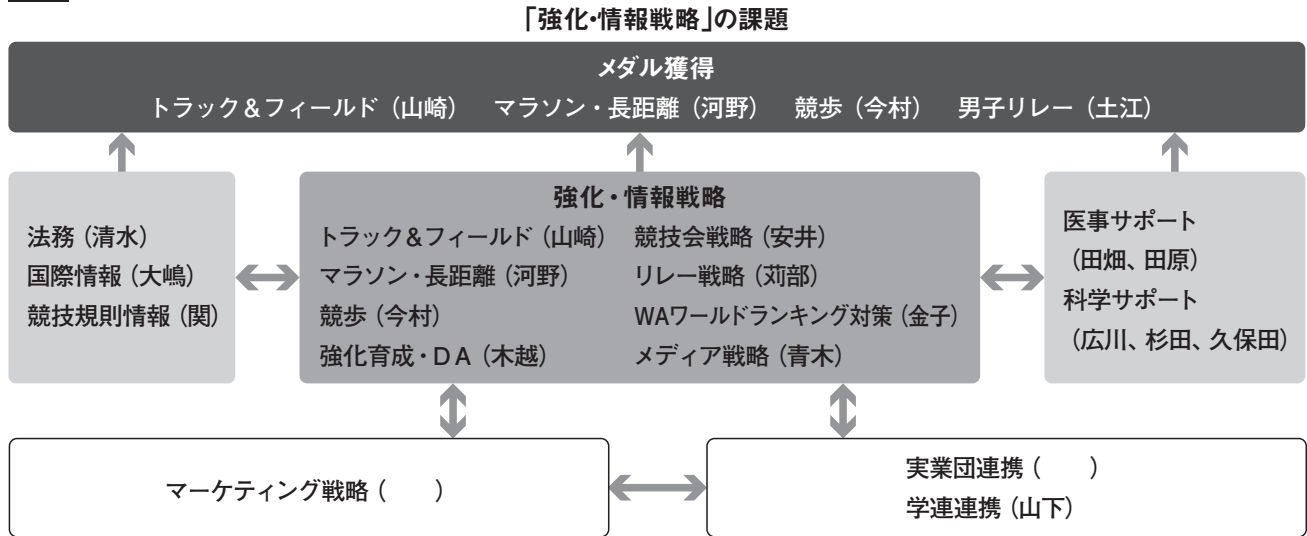 「強化・情報戦略」の課題
メダル獲得
トラック＆フィールド（山崎）　マラソン・長距離（河野）　競歩（今村）　男子リレー（土江）
法務（清水）
国際情報（大嶋）
競技規則情報（関）
強化・情報戦略
トラック＆フィールド（山崎）　競技会戦略（安井）
マラソン・長距離（河野）　リレー戦略（苅部）
競歩（今村）　WAワールドランキング対策（金子）
強化育成・ＤＡ（木越）　メディア戦略（青木）
医事サポート
（田畑、田原）
科学サポート
（広川、杉田、久保田）
マーケティング戦略（　　）
実業団連携（　　）
学連連携（山下）